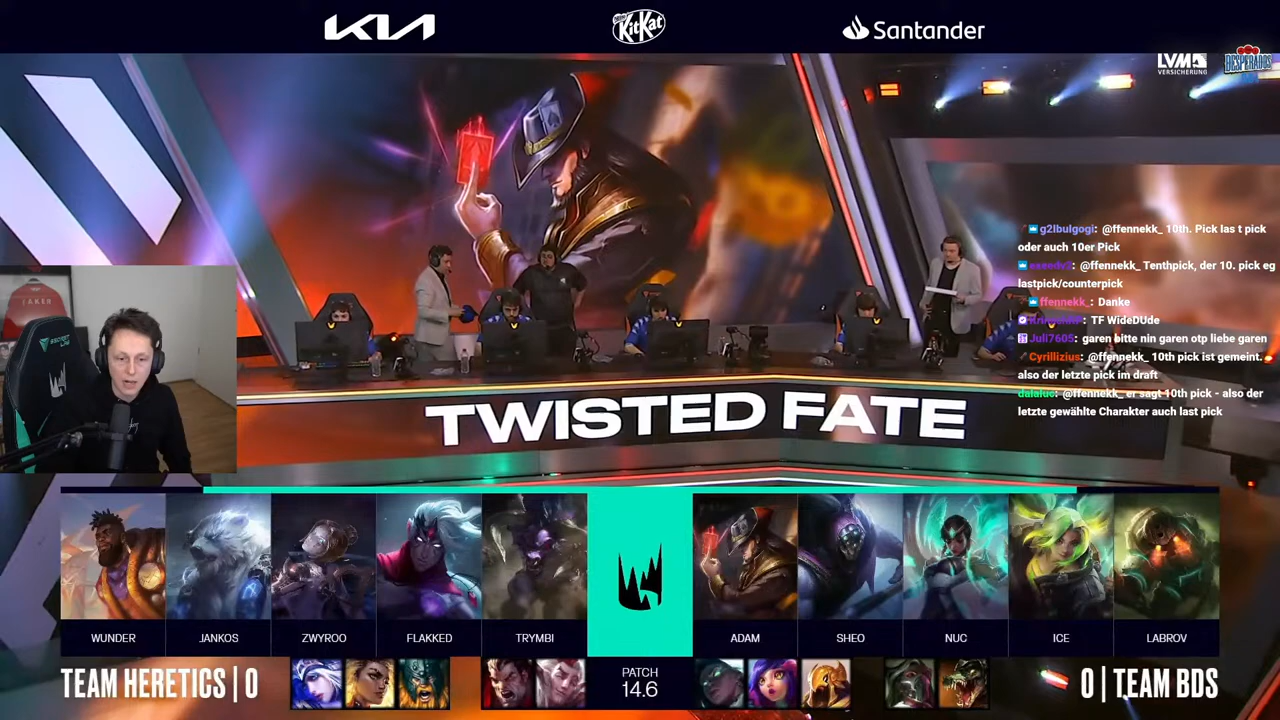 KIA
Nestlé
KitKat
Santander
LVM
VERSICHERUNG
DESPERADOS
FAKER
SECRETLAB
g2lbulgogi: @ffennekk_ 10th. Pick las t pick
oder auch 10er Pick
@ffennekk_ Tenthpick, der 10. pick eg
lastpick/counterpick
ffennekk_: Danke
: TF WideDUde
Juli7605: garen bitte nin garen otp liebe garen
Cyrillizius: @ffennekk_ 10th pick ist gemeint.
also der letzte pick im draft
dalaluc: @ffennekk_ er sagt 10th pick - also der
letzte gewählte Charakter auch last pick
TWISTED FATE
WUNDER JANKOS ZWYROO FLAKKED TRYMBI ADAM SHEO NUC ICE LABROV
TEAM HERETICS | 0
PATCH
14.6
0 | TEAM BDS